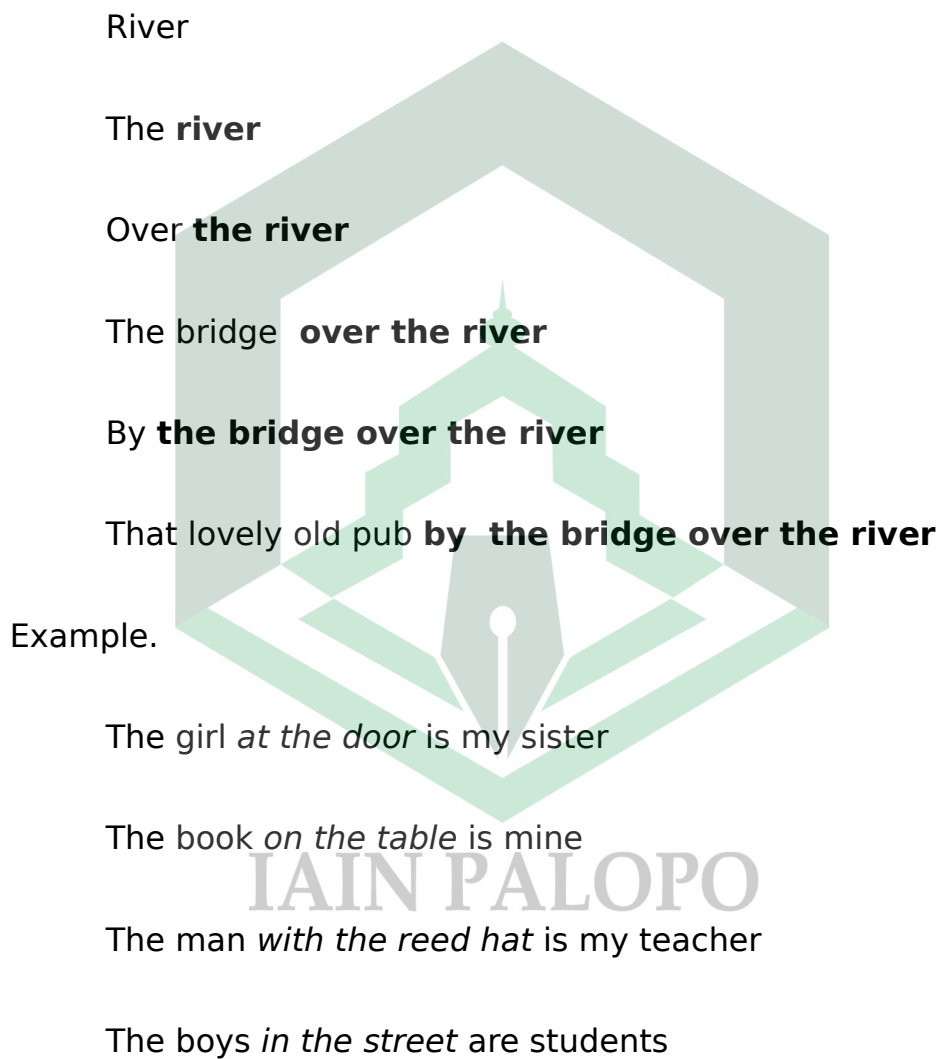 River
The river
Over the river
The bridge  over the river
By the bridge over the river
That lovely old pub by  the bridge over the river
Example.
The girl at the door is my sister
The book on the table is mine
IAIN PALOPO
The man with the reed hat is my teacher
The boys in the street are students